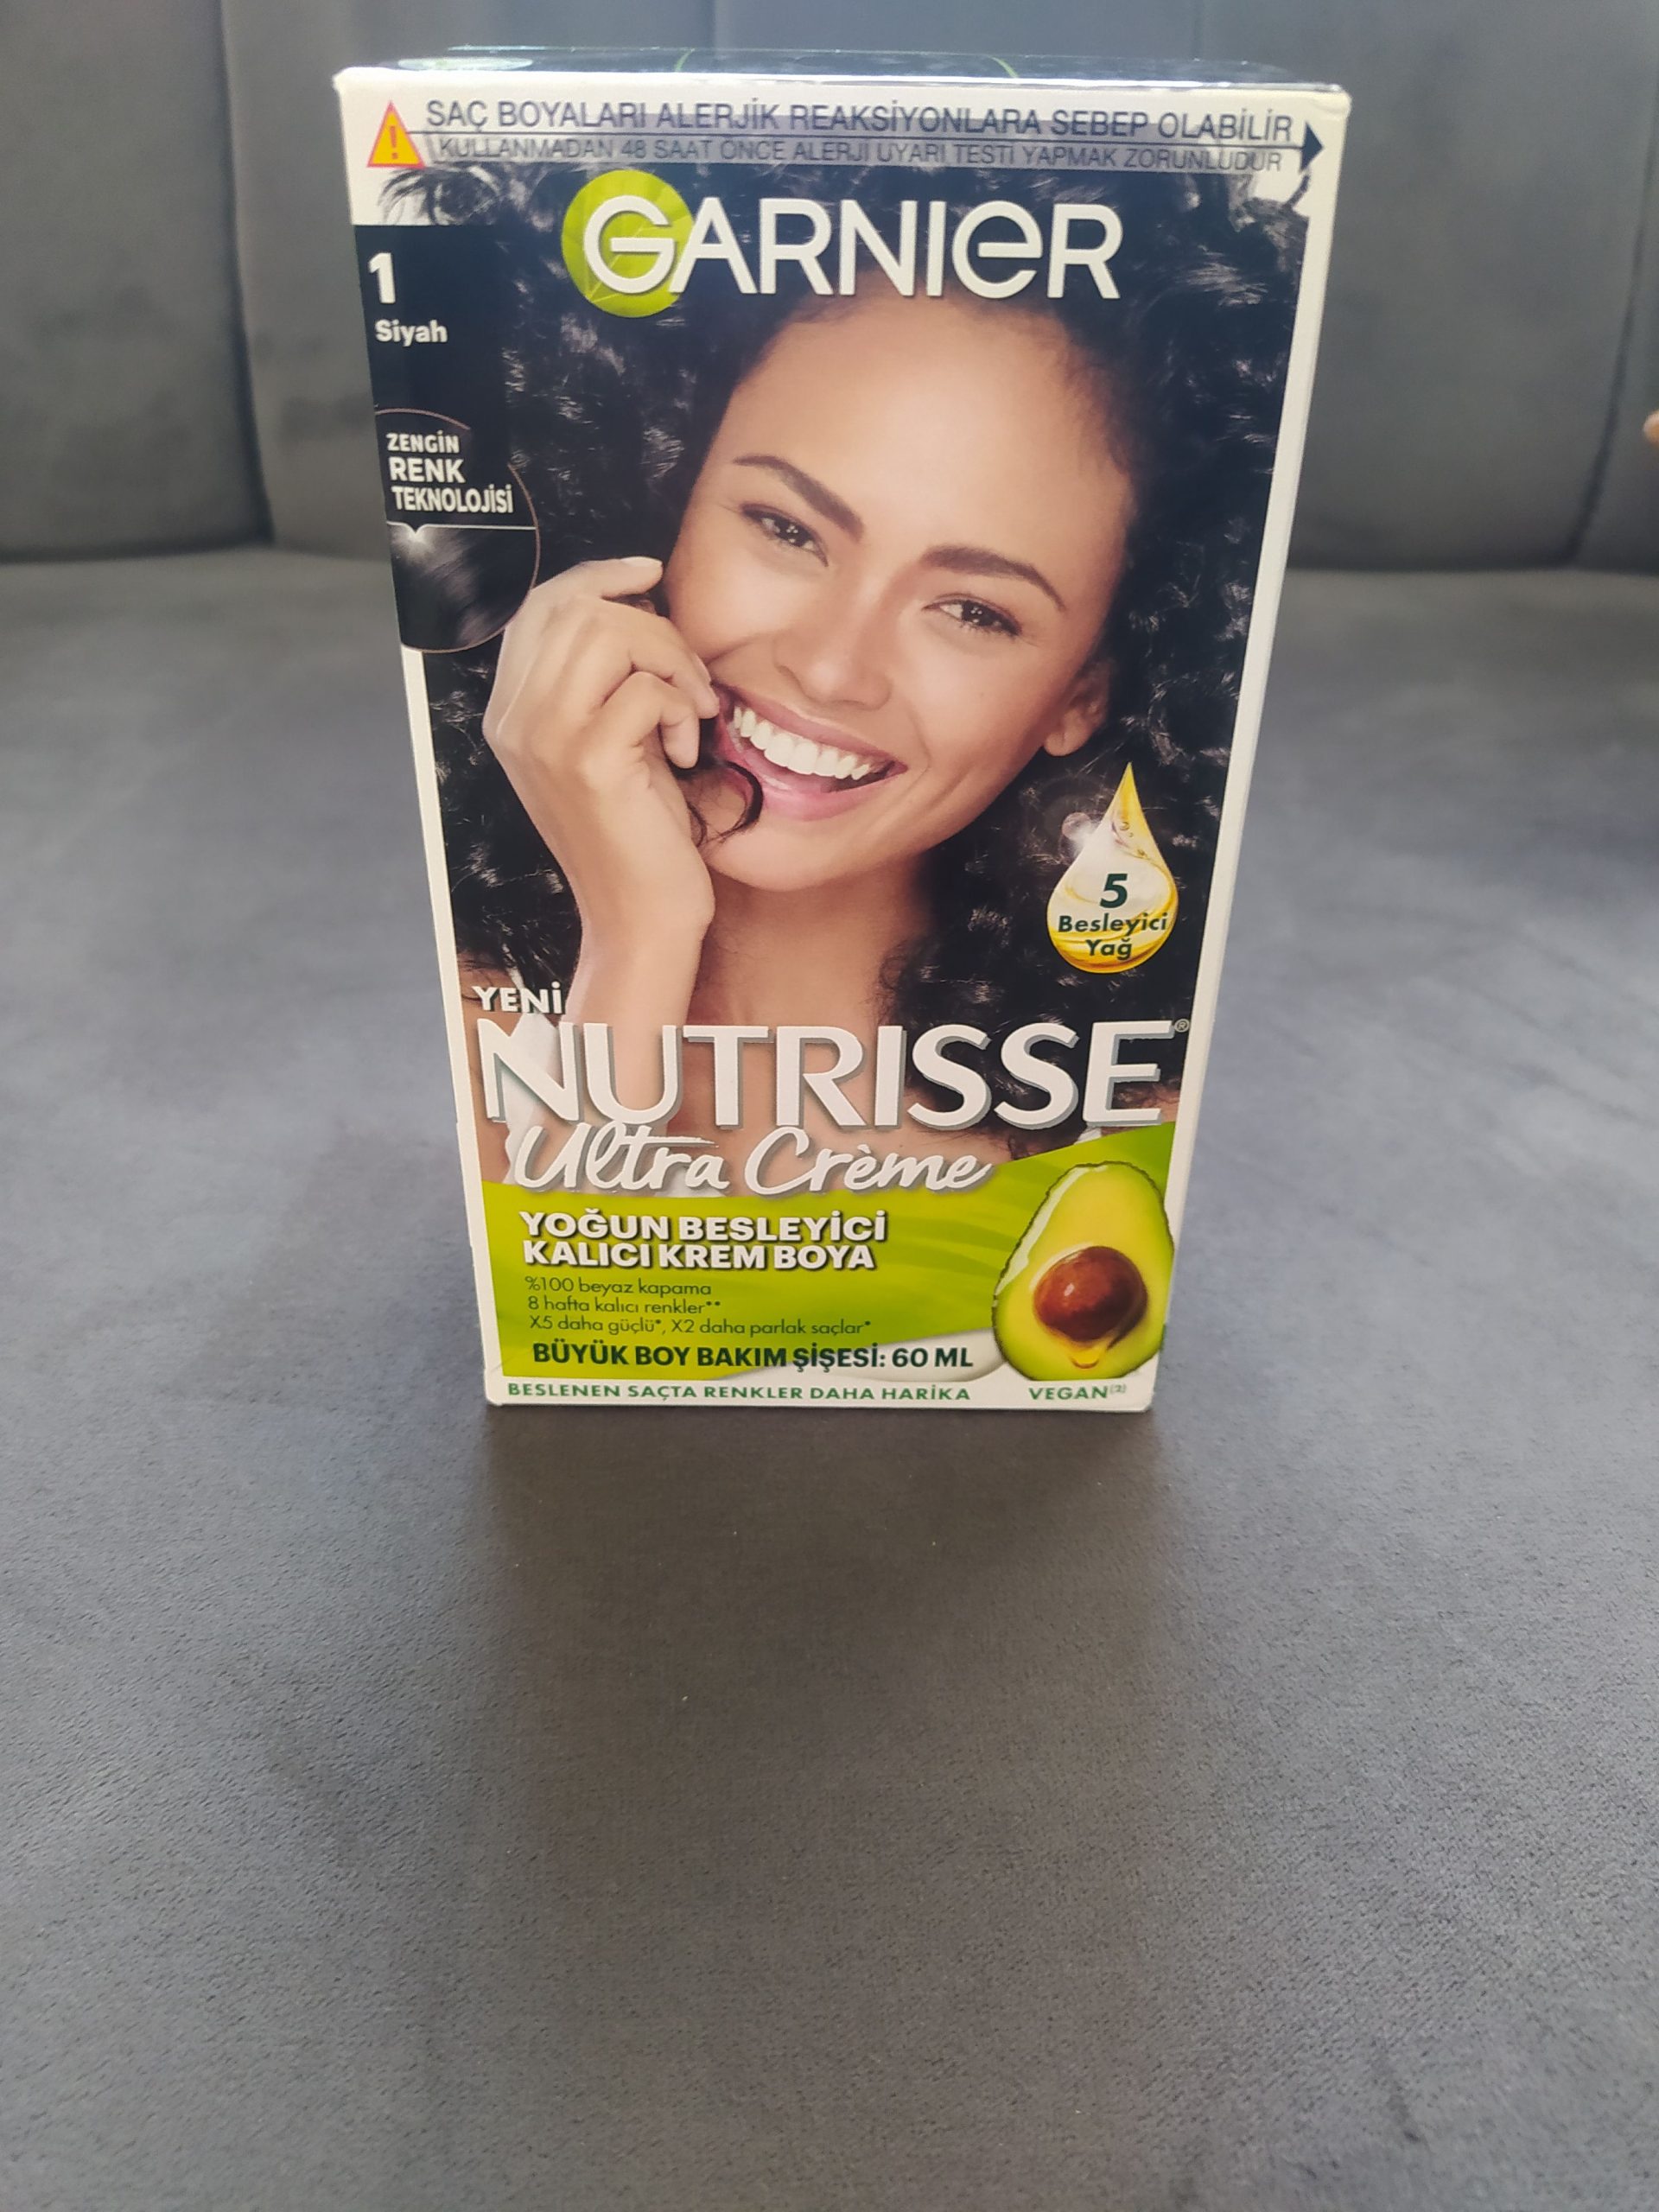 SAÇ BOYALARI ALERJİK REAKSİYONLARA SEBEP OLABİLİR
KULLANMADAN 48 SAAT ÖNCE ALERJİ UYARI TESTİ YAPMAK ZORUNLUDUR
GARNIER
1
Siyah
ZENGİN
RENK
TEKNOLOJİSİ
5
Besleyici
Yağ
YENİ
NUTRISSE®
Ultra Crème
YOĞUN BESLEYİCİ
KALICI KREM BOYA
%100 beyaz kapama
8 hafta kalıcı renkler**
X5 daha güçlü*, X2 daha parlak saçlar*
BÜYÜK BOY BAKIM ŞİŞESİ: 60 ML
BESLENEN SAÇTA RENKLER DAHA HARİKA
VEGAN(2)